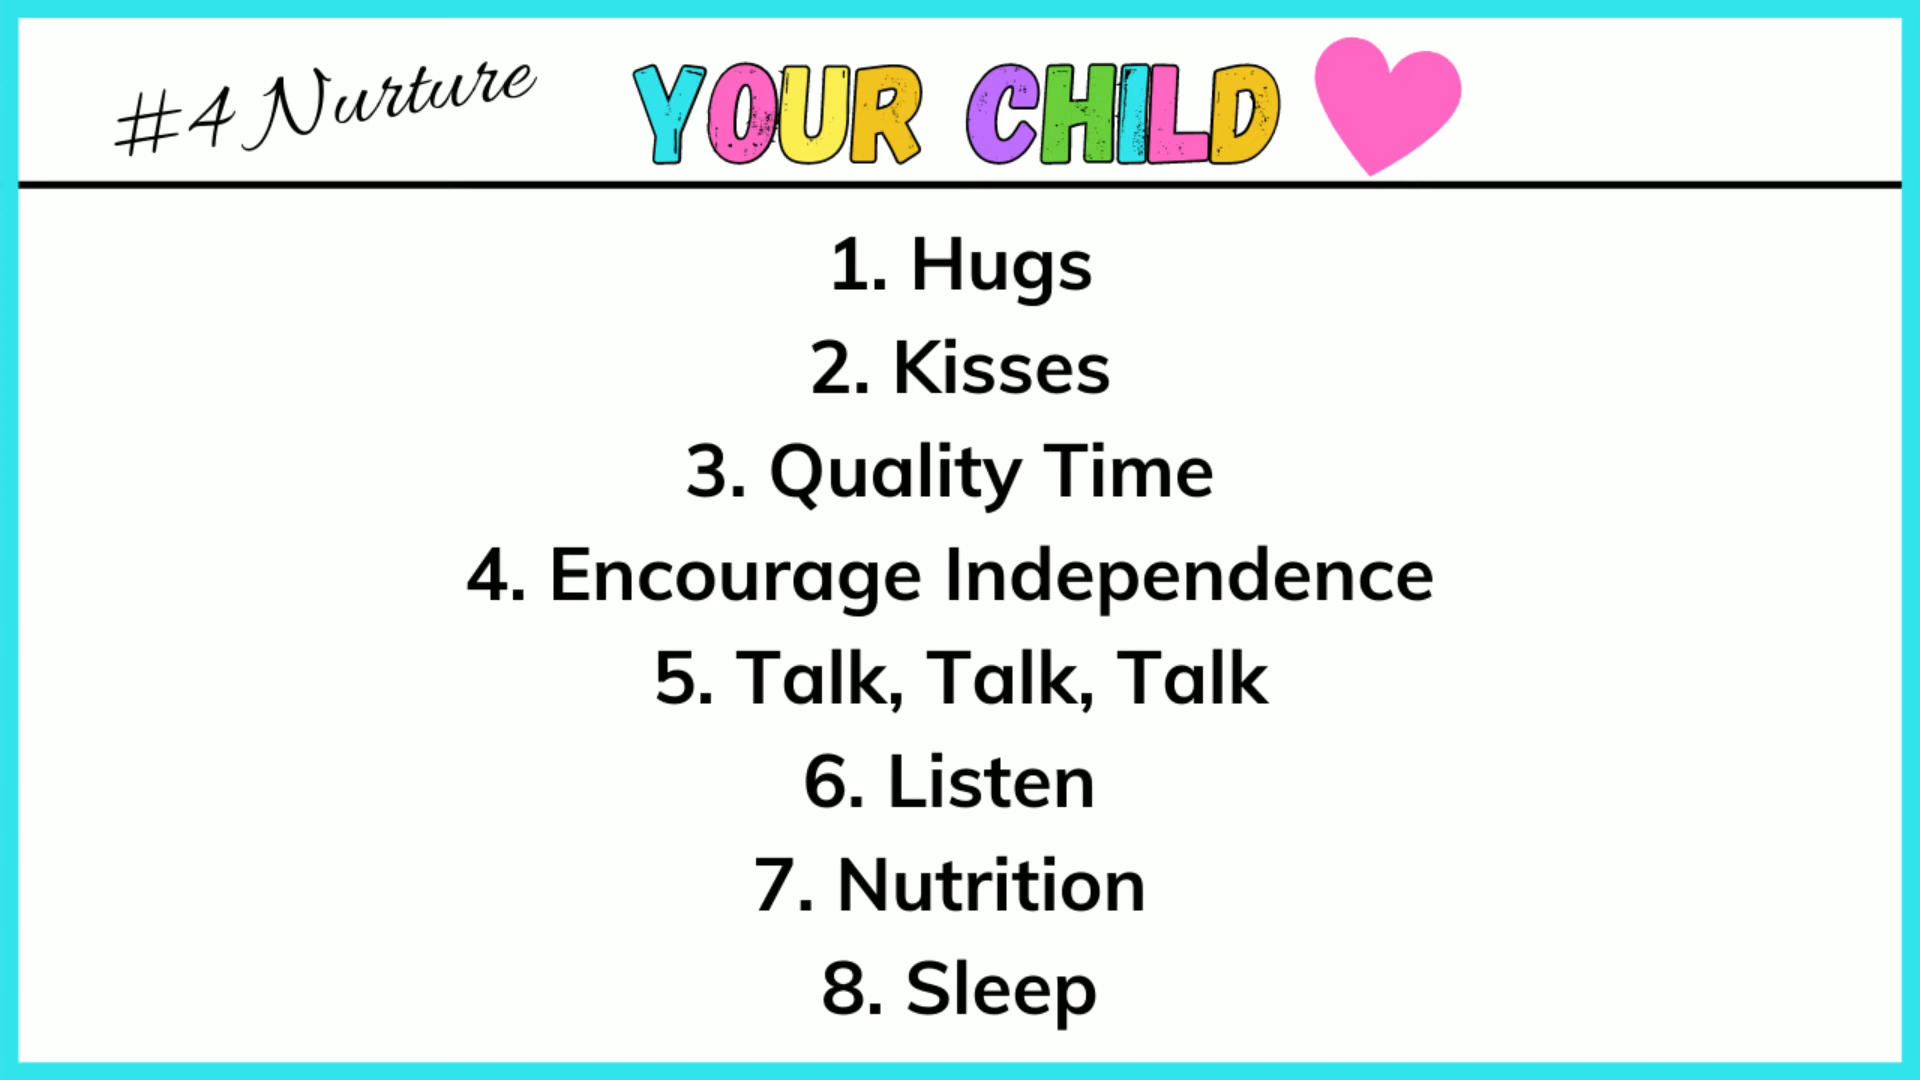 #4 Nurture YOUR CHILD
1. Hugs
2. Kisses
3. Quality Time
4. Encourage Independence
5. Talk, Talk, Talk
6. Listen
7. Nutrition
8. Sleep